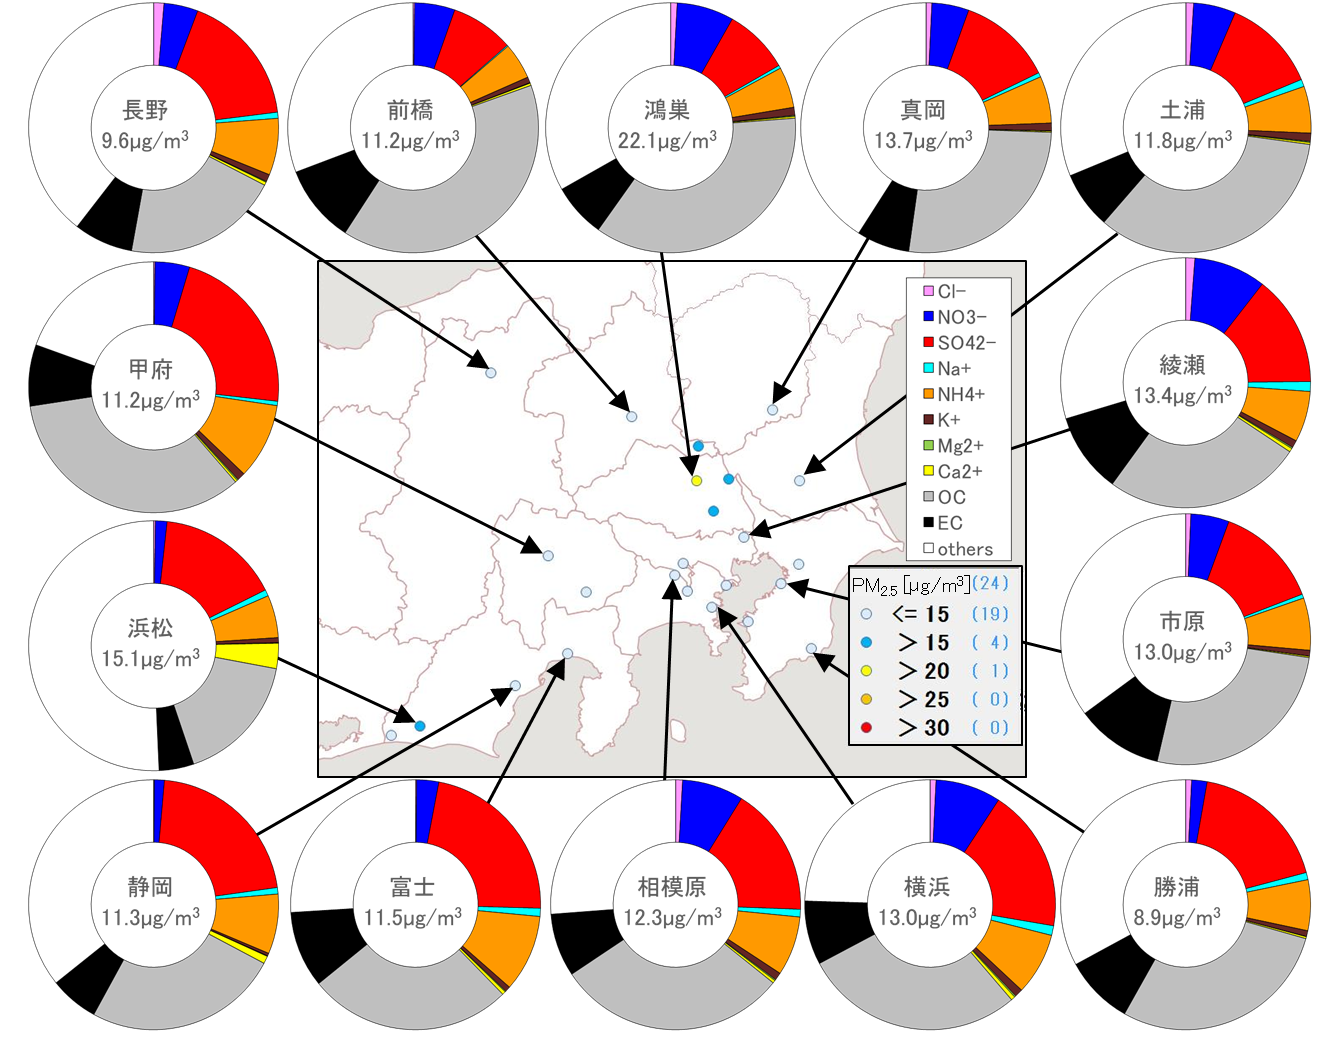 長野
9.6μg/m³
前橋
11.2μg/m³
鴻巣
22.1μg/m³
真岡
13.7μg/m³
土浦
11.8μg/m³
甲府
11.2μg/m³
Cl−
NO3−
SO42−
Na+
NH4+
K+
Mg2+
Ca2+
OC
EC
others
綾瀬
13.4μg/m³
浜松
15.1μg/m³
PM2.5 [μg/m³] (24)
<= 15 (19)
> 15 ( 4)
> 20 ( 1)
> 25 ( 0)
> 30 ( 0)
市原
13.0μg/m³
静岡
11.3μg/m³
富士
11.5μg/m³
相模原
12.3μg/m³
横浜
13.0μg/m³
勝浦
8.9μg/m³